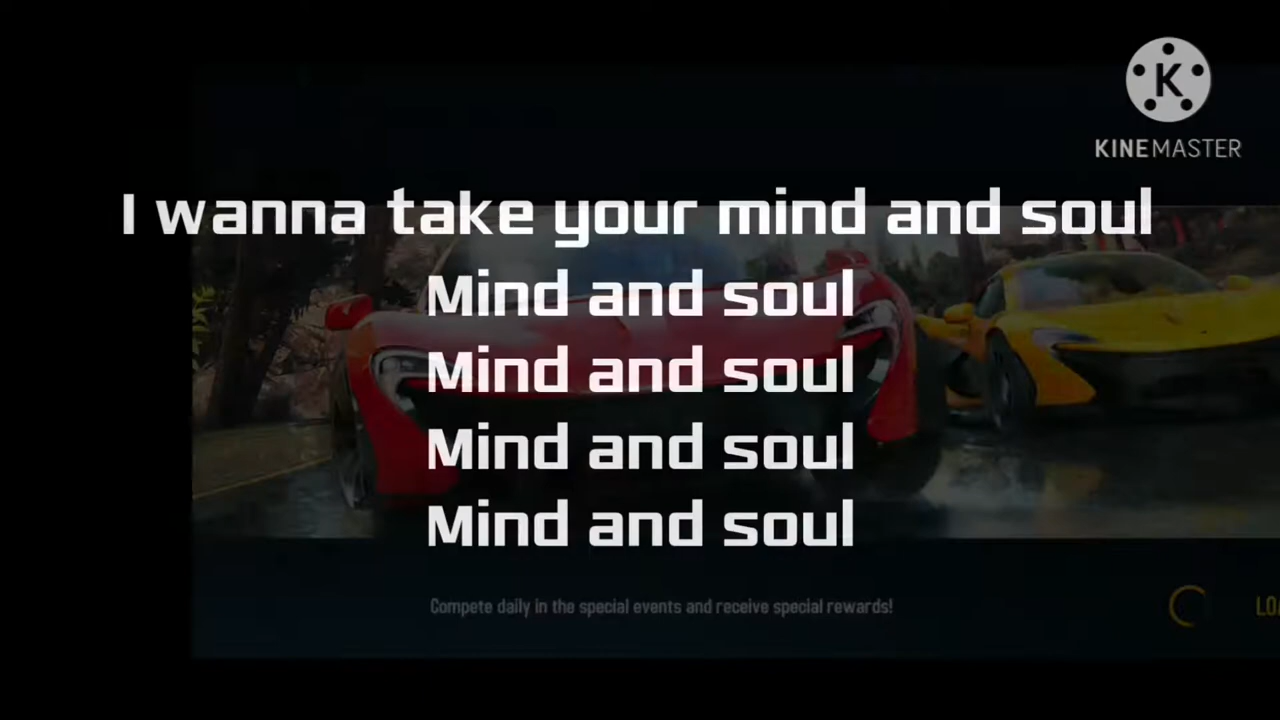 K
KINEMASTER
I wanna take your mind and soul
Mind and soul
Mind and soul
Mind and soul
Mind and soul
Compete daily in the special events and receive special rewards!